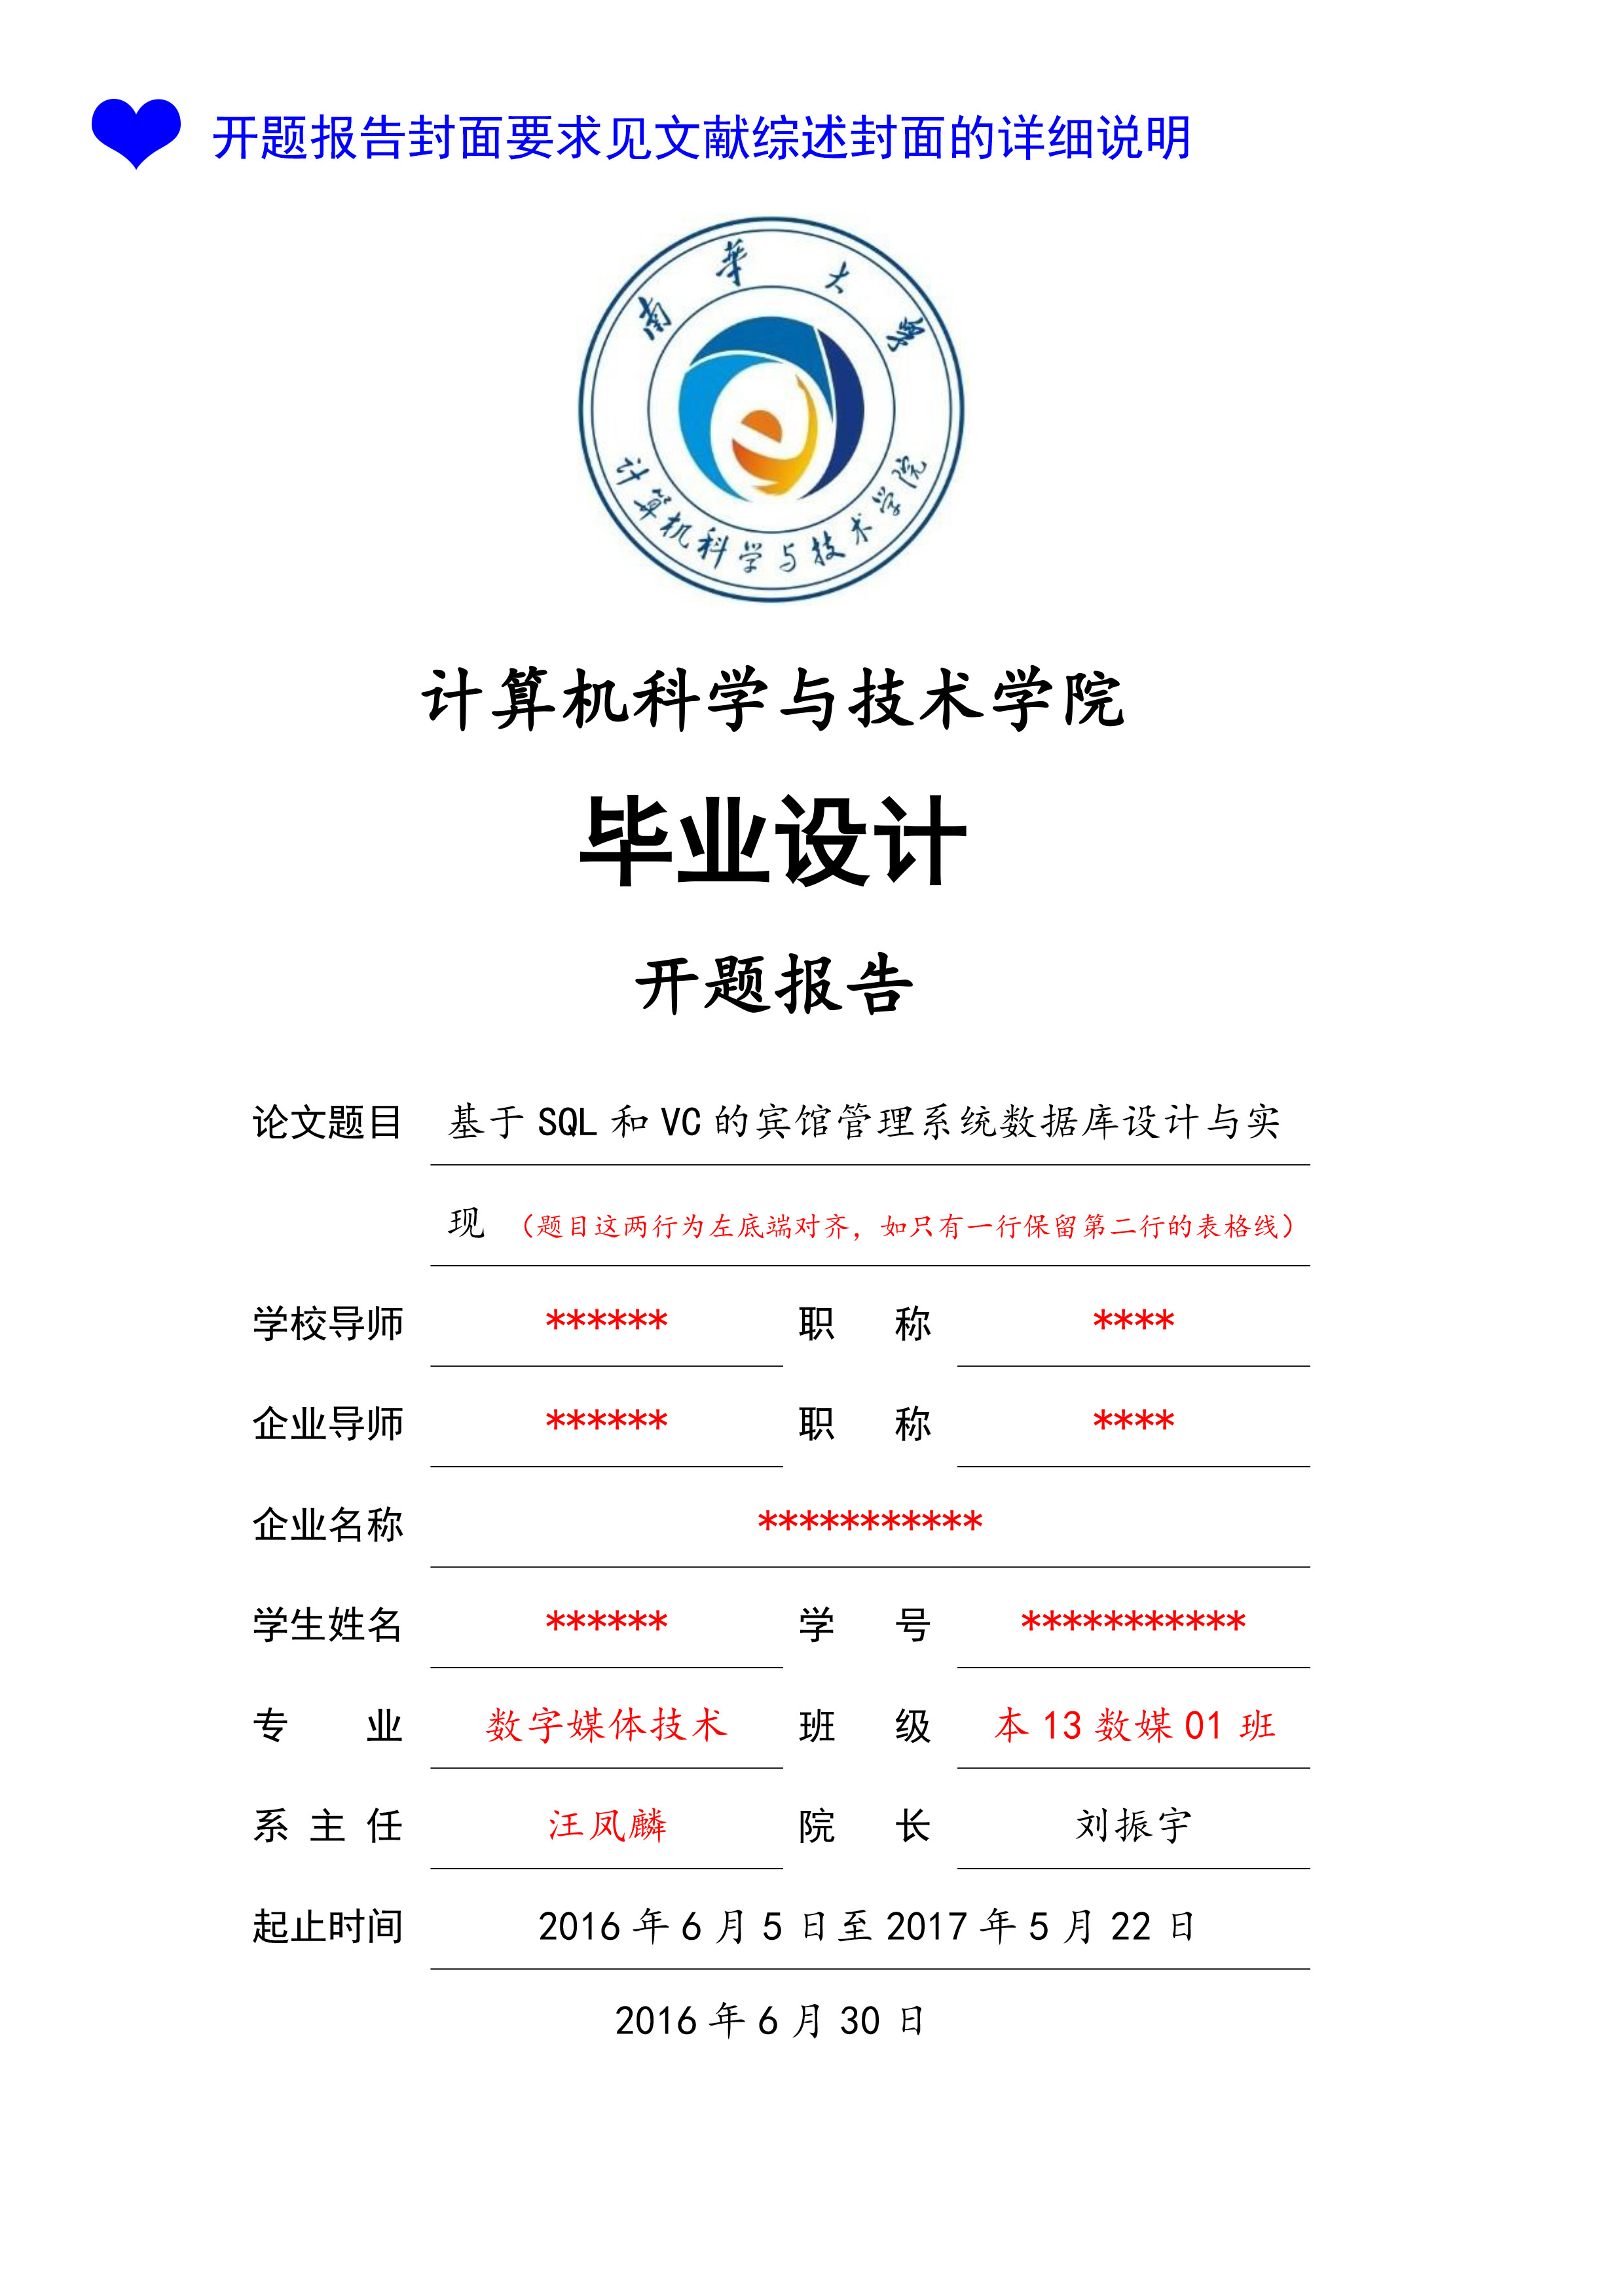 开题报告封面要求见文献综述封面的详细说明
南华大学
计算机科学与技术学院
计算机科学与技术学院
毕业设计
开题报告
论文题目 基于 SQL 和 VC 的宾馆管理系统数据库设计与实
现 （题目这两行为左底端对齐，如只有一行保留第二行的表格线）
学校导师 ****** 职 称 ****
企业导师 ****** 职 称 ****
企业名称 ***********
学生姓名 ****** 学 号 ***********
专 业 数字媒体技术 班 级 本 13 数媒 01 班
系 主 任 汪凤麟 院 长 刘振宇
起止时间 2016 年 6 月 5 日至 2017 年 5 月 22 日
2016 年 6 月 30 日